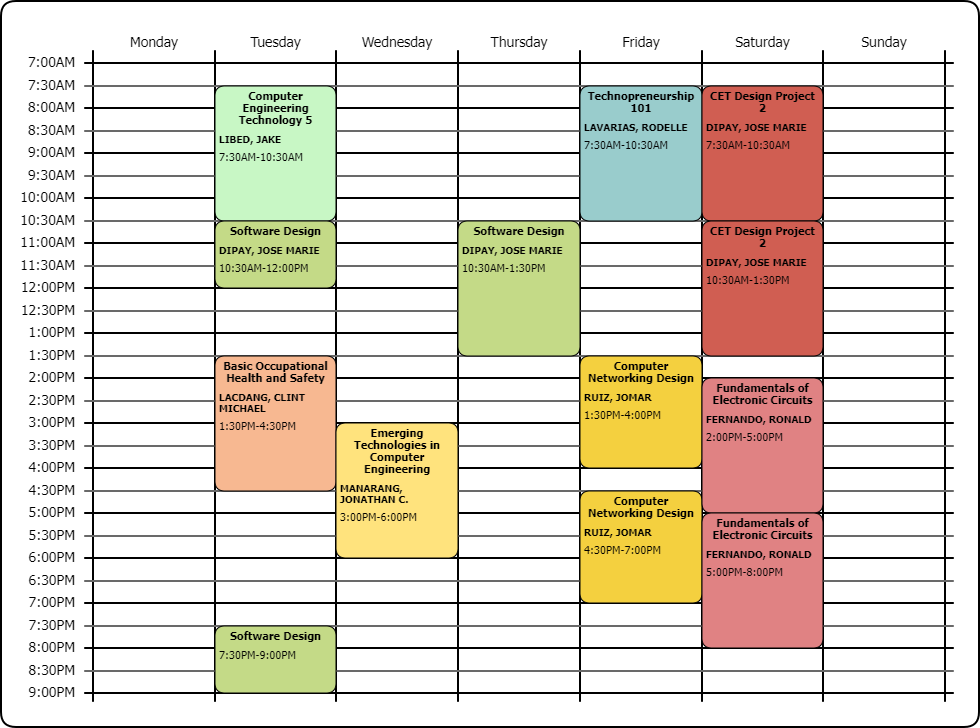 Monday
Tuesday
Wednesday
Thursday
Friday
Saturday
Sunday
7:00AM
7:30AM
8:00AM
8:30AM
9:00AM
9:30AM
10:00AM
10:30AM
11:00AM
11:30AM
12:00PM
12:30PM
1:00PM
1:30PM
2:00PM
2:30PM
3:00PM
3:30PM
4:00PM
4:30PM
5:00PM
5:30PM
6:00PM
6:30PM
7:00PM
7:30PM
8:00PM
8:30PM
9:00PM
Computer
Engineering
Technology 5
LIBED, JAKE
7:30AM-10:30AM
Software Design
DIPAY, JOSE MARIE
10:30AM-12:00PM
Basic Occupational
Health and Safety
LACDANG, CLINT
MICHAEL
1:30PM-4:30PM
Software Design
7:30PM-9:00PM
Emerging
Technologies in
Computer
Engineering
MANARANG,
JONATHAN C.
3:00PM-6:00PM
Software Design
DIPAY, JOSE MARIE
10:30AM-1:30PM
Technopreneurship
101
LAVARIAS, RODELLE
7:30AM-10:30AM
Computer
Networking Design
RUIZ, JOMAR
1:30PM-4:00PM
Computer
Networking Design
RUIZ, JOMAR
4:30PM-7:00PM
CET Design Project
2
DIPAY, JOSE MARIE
7:30AM-10:30AM
CET Design Project
2
DIPAY, JOSE MARIE
10:30AM-1:30PM
Fundamentals of
Electronic Circuits
FERNANDO, RONALD
2:00PM-5:00PM
Fundamentals of
Electronic Circuits
FERNANDO, RONALD
5:00PM-8:00PM